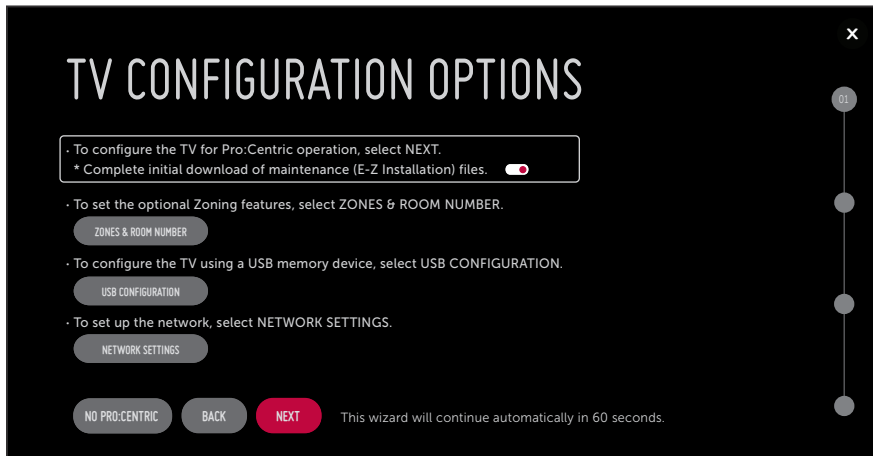 X
TV CONFIGURATION OPTIONS
01
· To configure the TV for Pro:Centric operation, select NEXT.
* Complete initial download of maintenance (E-Z Installation) files.
· To set the optional Zoning features, select ZONES & ROOM NUMBER.
ZONES & ROOM NUMBER
· To configure the TV using a USB memory device, select USB CONFIGURATION.
USB CONFIGURATION
· To set up the network, select NETWORK SETTINGS.
NETWORK SETTINGS
NO PRO:CENTRIC BACK NEXT This wizard will continue automatically in 60 seconds.